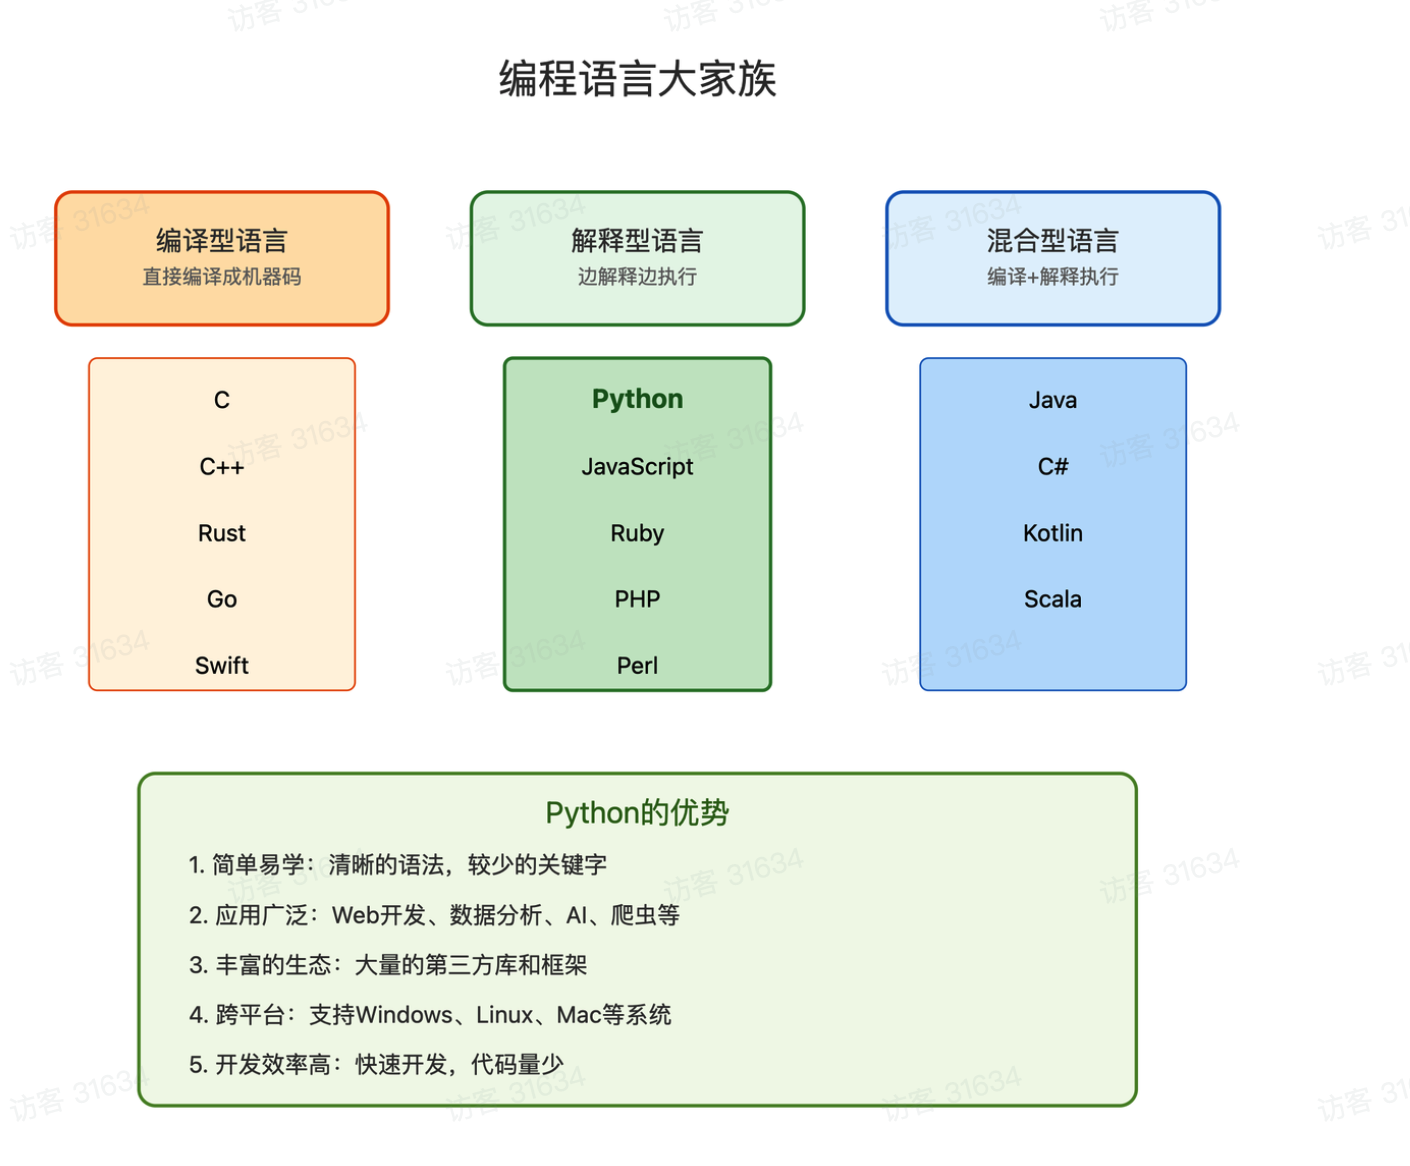 编程语言大家族
编译型语言
直接编译成机器码
C
C++
Rust
Go
Swift
解释型语言
边解释边执行
Python
JavaScript
Ruby
PHP
Perl
混合型语言
编译+解释执行
Java
C#
Kotlin
Scala
Python的优势
1. 简单易学：清晰的语法，较少的关键字
2. 应用广泛：Web开发、数据分析、AI、爬虫等
3. 丰富的生态：大量的第三方库和框架
4. 跨平台：支持Windows、Linux、Mac等系统
5. 开发效率高：快速开发，代码量少
访客 31634